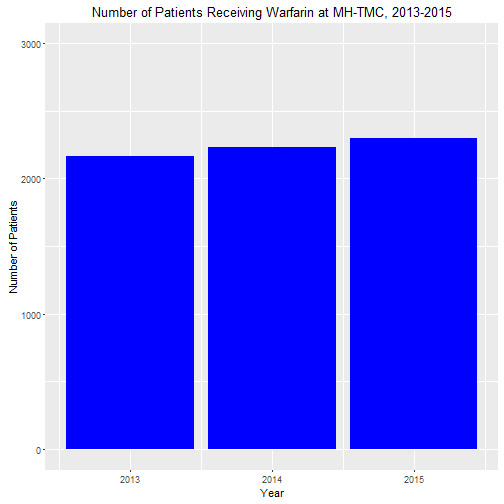 Number of Patients Receiving Warfarin at MH-TMC, 2013-2015
3000
2000
1000
0
Number of Patients
2013 2014 2015
Year